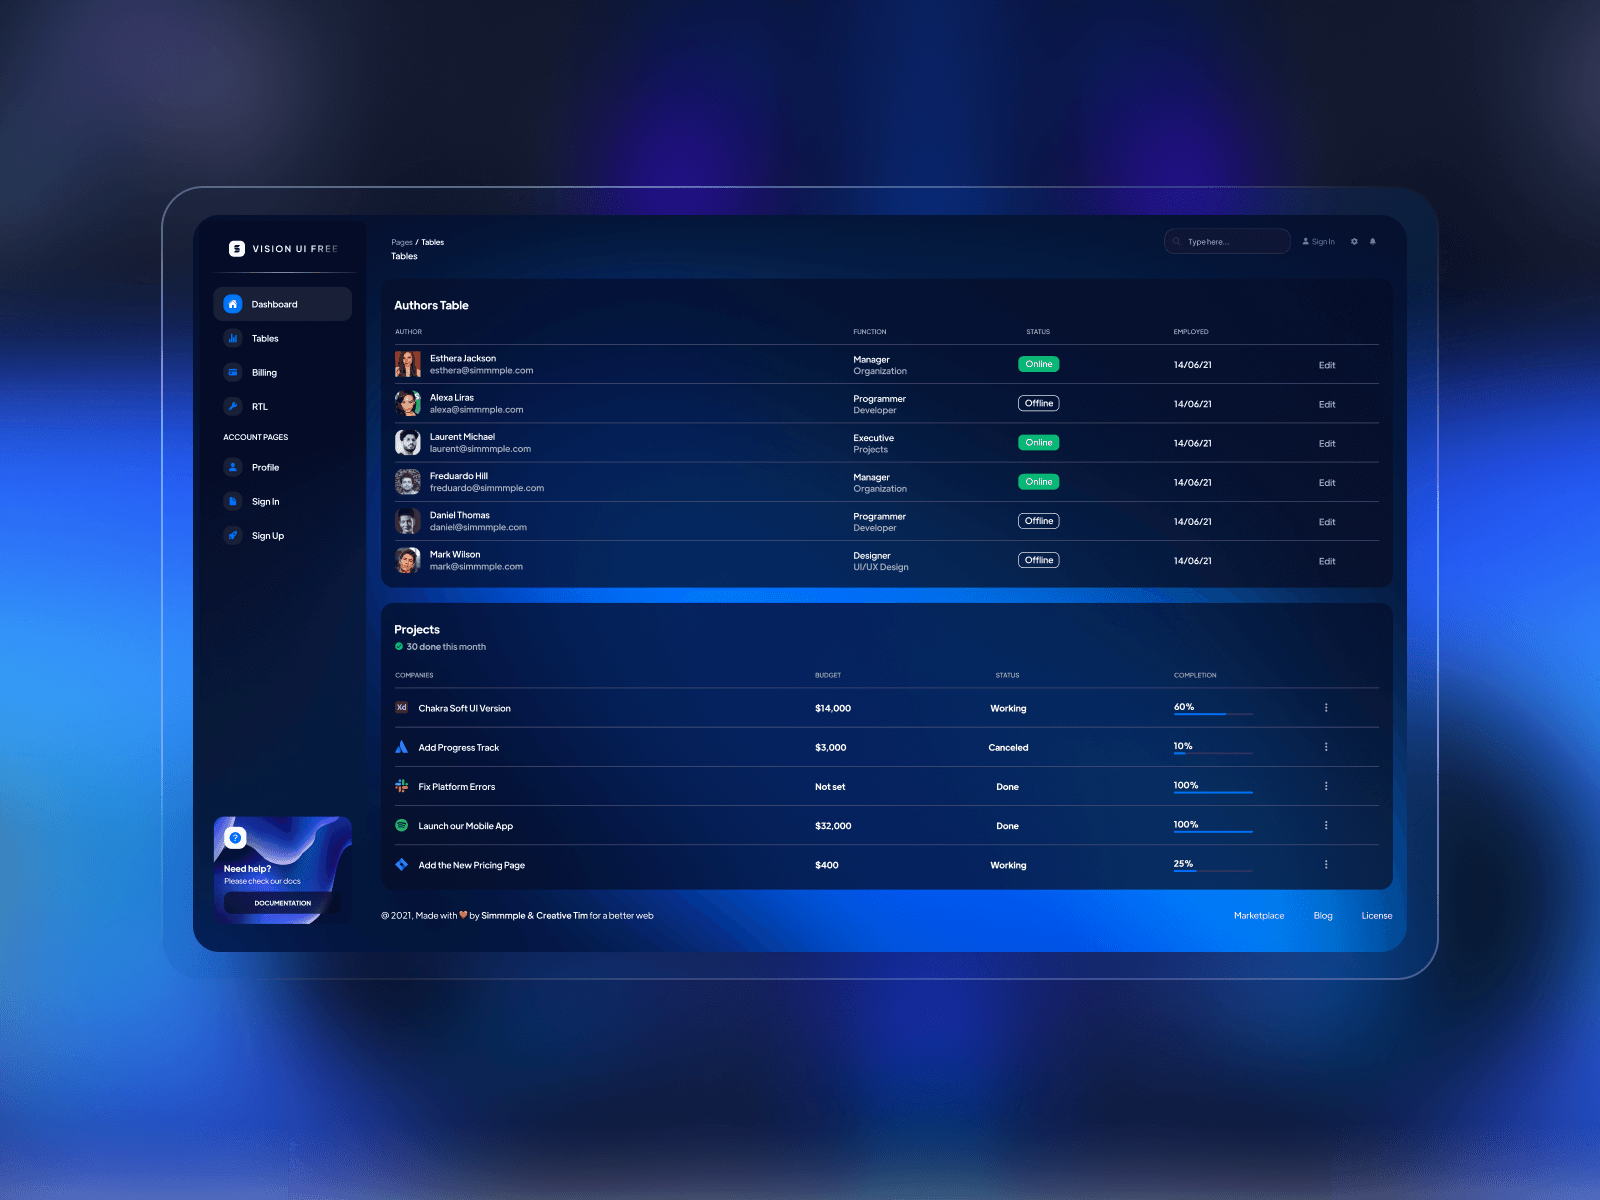 VISION UI FREE
Dashboard
Tables
Billing
RTL
ACCOUNT PAGES
Profile
Sign In
Sign Up
?
Need help?
Please check our docs
DOCUMENTATION
Pages / Tables
Tables
Type here...
Sign In
Authors Table
AUTHOR FUNCTION STATUS EMPLOYED
Esthera Jackson
esthera@simmmple.com
Manager
Organization
Online
14/06/21
Edit
Alexa Liras
alexa@simmmple.com
Programmer
Developer
Offline
14/06/21
Edit
Laurent Michael
laurent@simmmple.com
Executive
Projects
Online
14/06/21
Edit
Freduardo Hill
freduardo@simmmple.com
Manager
Organization
Online
14/06/21
Edit
Daniel Thomas
daniel@simmmple.com
Programmer
Developer
Offline
14/06/21
Edit
Mark Wilson
mark@simmmple.com
Designer
UI/UX Design
Offline
14/06/21
Edit
Projects
30 done this month
COMPANIES BUDGET STATUS COMPLETION
Xd Chakra Soft UI Version $14,000 Working 60%
Add Progress Track $3,000 Canceled 10%
Fix Platform Errors Not set Done 100%
Launch our Mobile App $32,000 Done 100%
Add the New Pricing Page $400 Working 25%
@ 2021, Made with 🧡 by Simmmple & Creative Tim for a better web
Marketplace Blog License